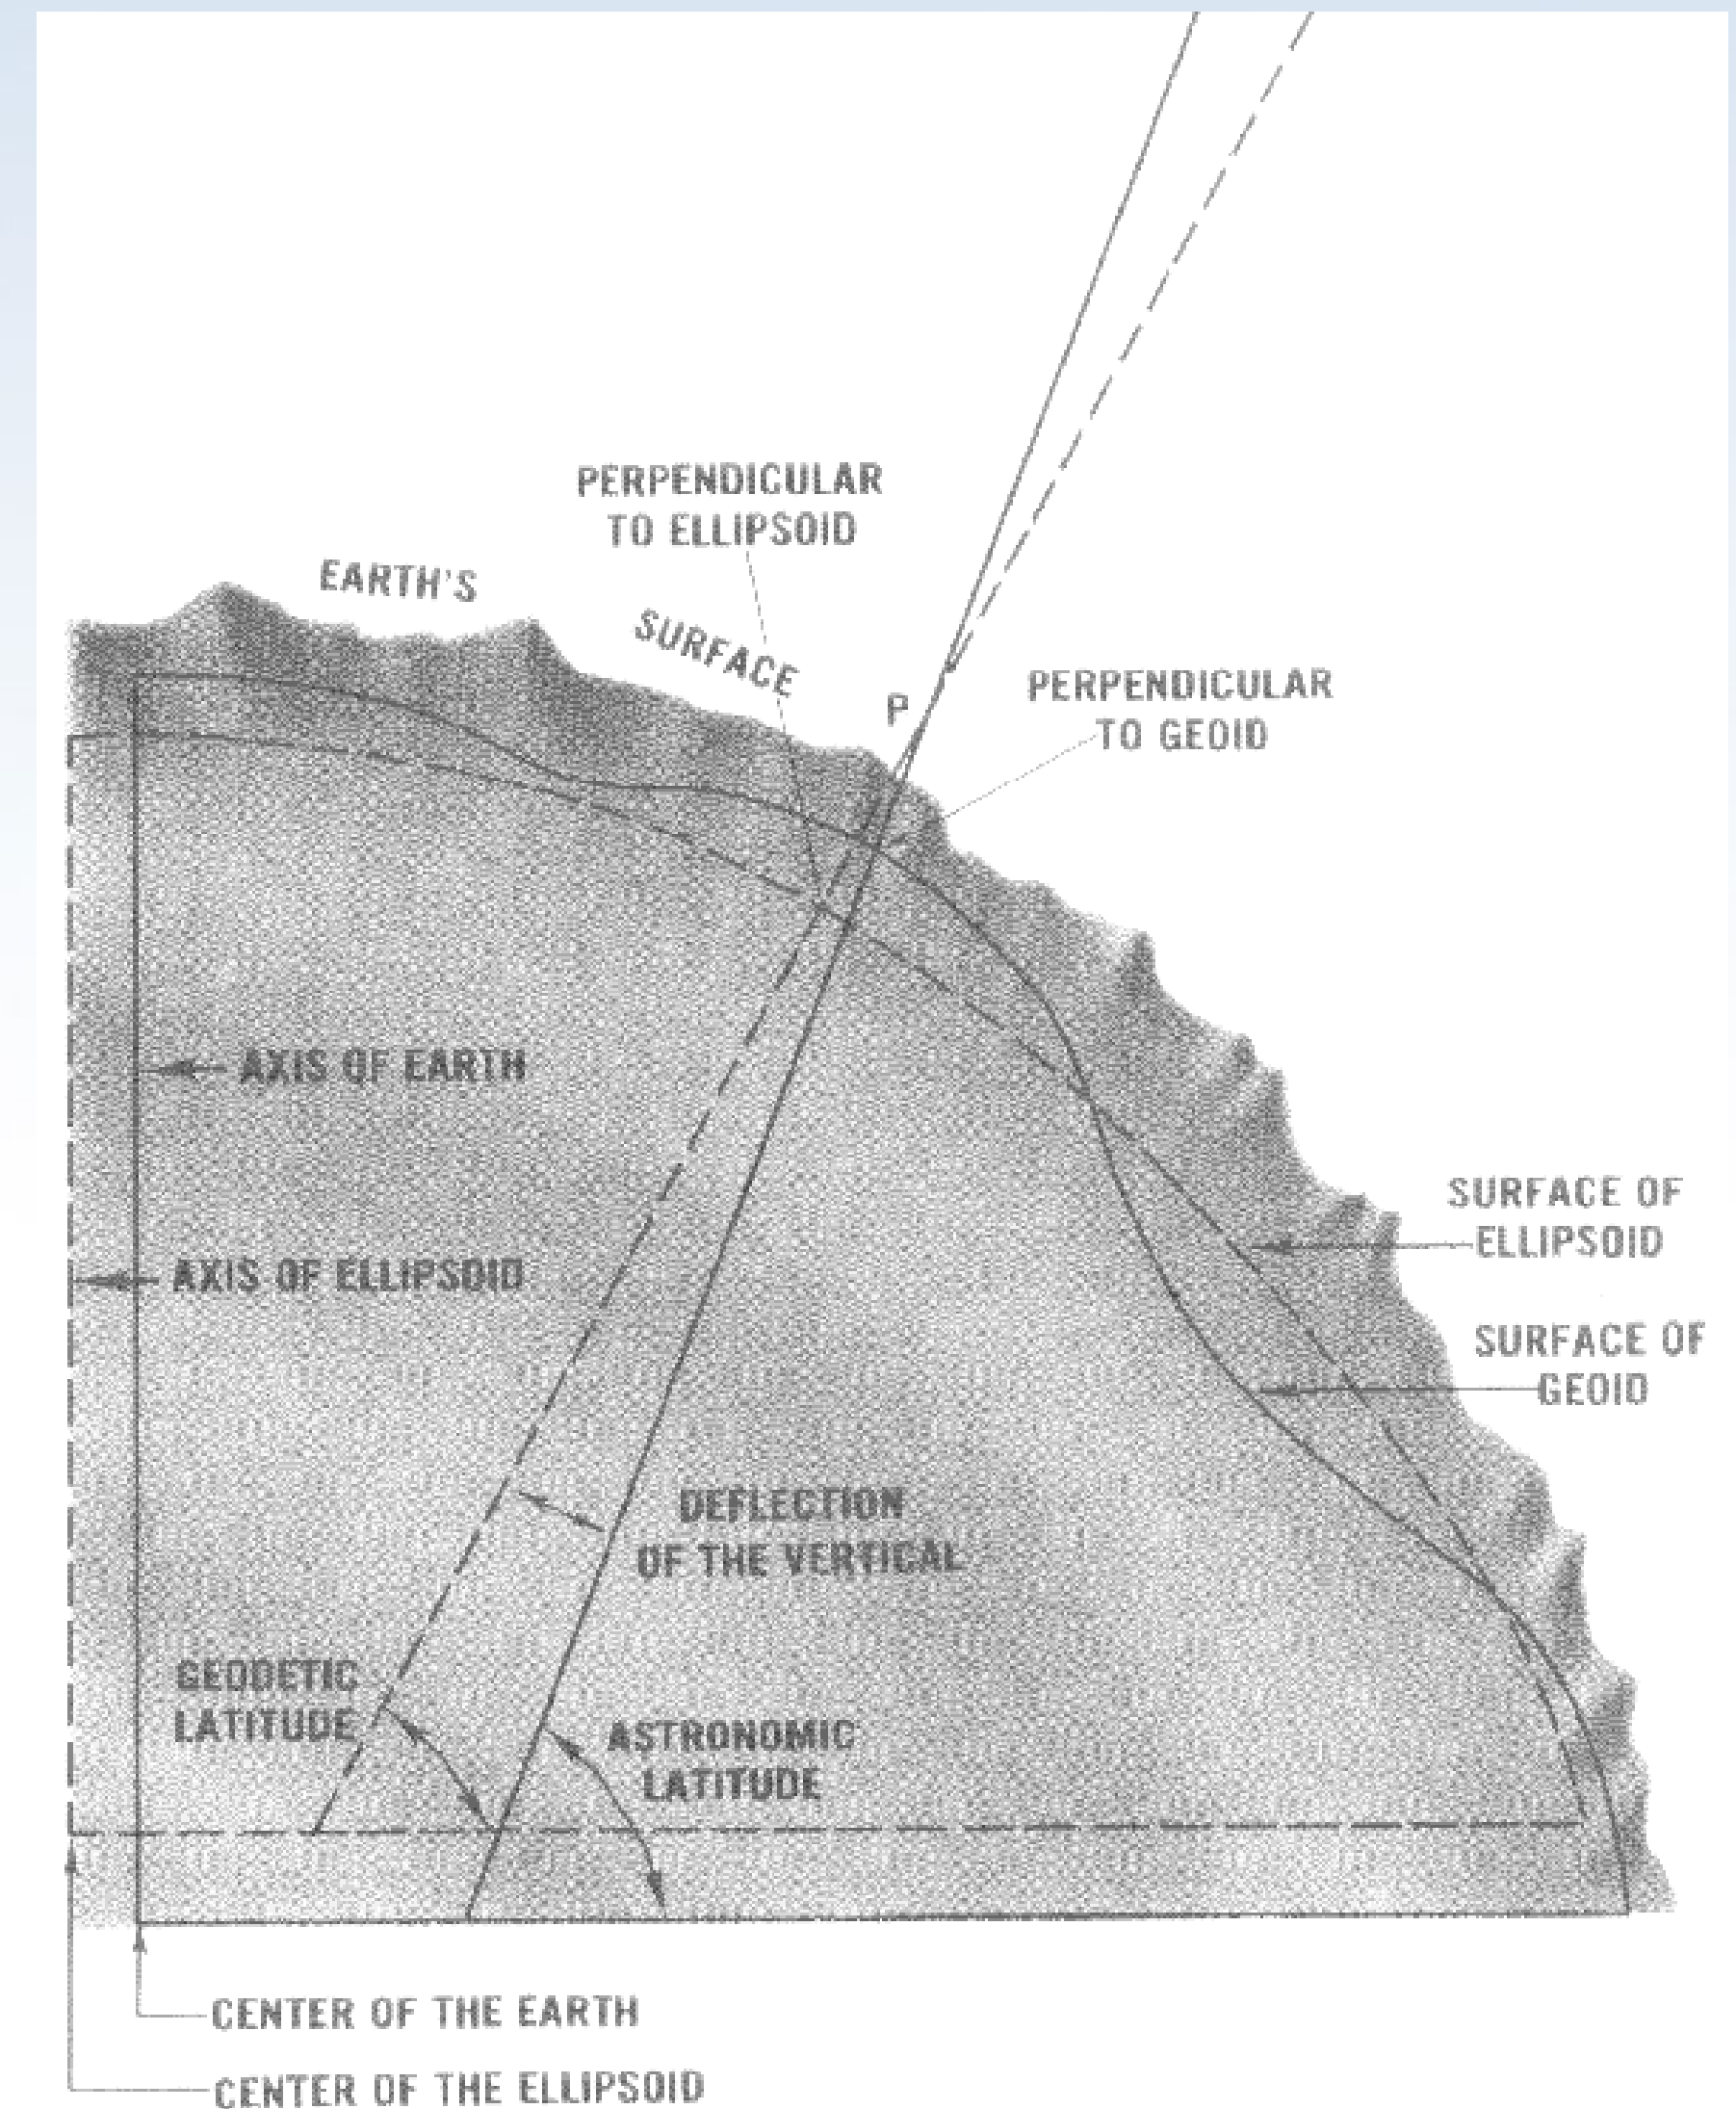 PERPENDICULAR
TO ELLIPSOID
EARTH'S
SURFACE
P
PERPENDICULAR
TO GEOID
AXIS OF EARTH
SURFACE OF
ELLIPSOID
AXIS OF ELLIPSOID
SURFACE OF
GEOID
DEFLECTION
OF THE VERTICAL
GEODETIC
LATITUDE
ASTRONOMIC
LATITUDE
CENTER OF THE EARTH
CENTER OF THE ELLIPSOID